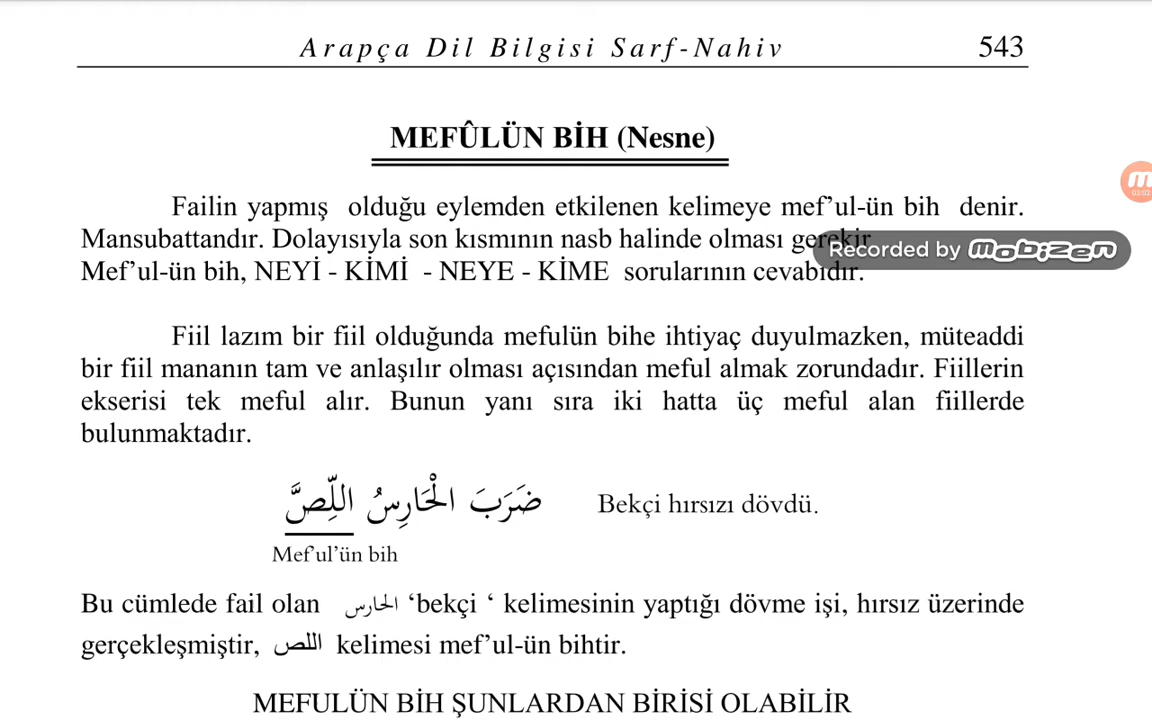 Arapça Dil Bilgisi Sarf-Nahiv 543
MEFÛLÜN BİH (Nesne)
Failin yapmış olduğu eylemden etkilenen kelimeye mef’ul-ün bih denir.
Mansubattandır. Dolayısıyla son kısmının nasb halinde olması gerekir
Recorded by mobizen
Mef’ul-ün bih, NEYİ - KİMİ - NEYE - KİME sorularının cevabıdır.
03:02
Fiil lazım bir fiil olduğunda mefulün bihe ihtiyaç duyulmazken, müteaddi
bir fiil mananın tam ve anlaşılır olması açısından meful almak zorundadır. Fiillerin
ekserisi tek meful alır. Bunun yanı sıra iki hatta üç meful alan fiillerde
bulunmaktadır.
ضَرَبَ الْحَارِسُ اللِّصَّ Bekçi hırsızı dövdü.
Mef'ul’ün bih
Bu cümlede fail olan الحارس ‘bekçi ‘ kelimesinin yaptığı dövme işi, hırsız üzerinde
gerçekleşmiştir, اللص kelimesi mef’ul-ün bihtir.
MEFULÜN BİH ŞUNLARDAN BİRİSİ OLABİLİR